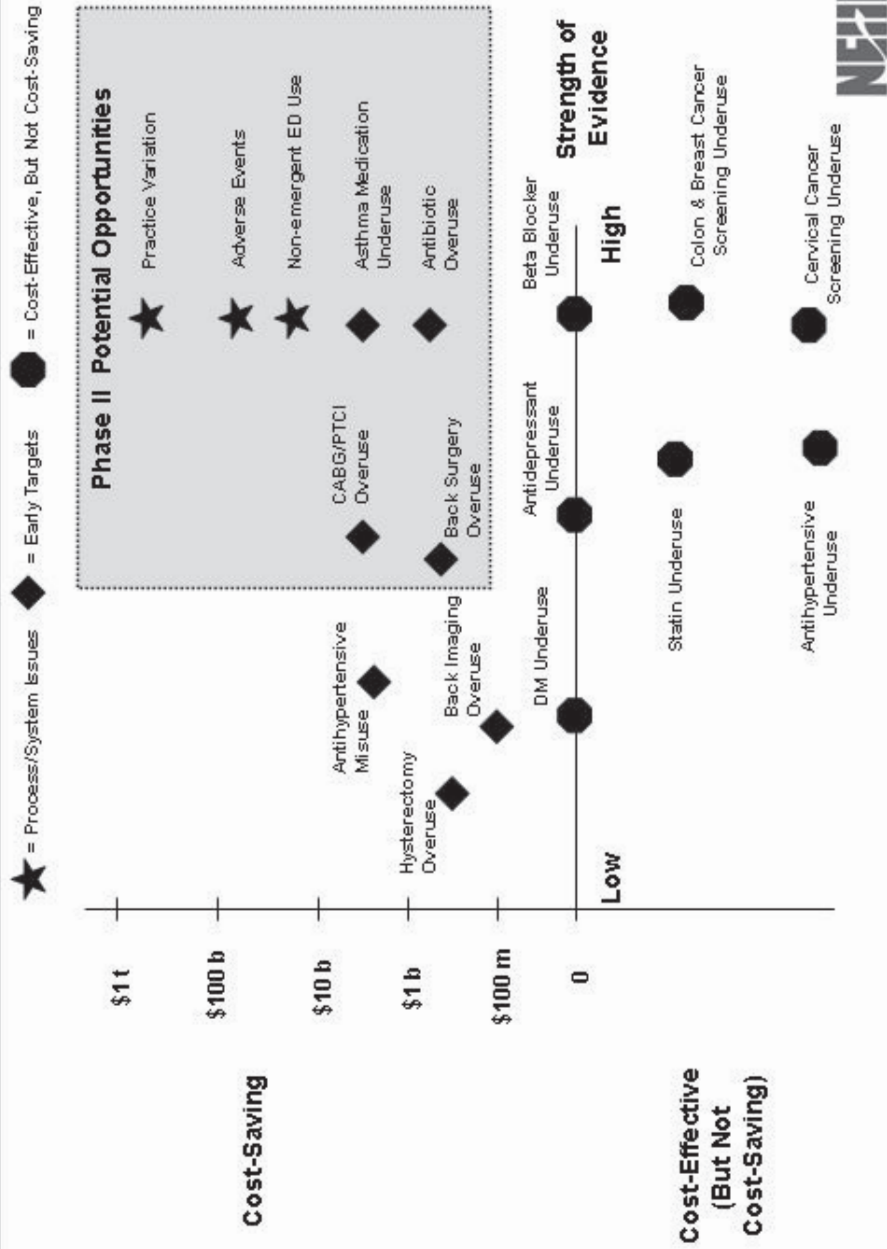 = Process/System Issues
= Early Targets
= Cost-Effective, But Not Cost-Saving
Phase II Potential Opportunities
Practice Variation
Adverse Events
Non-emergent ED Use
Asthma Medication
Underuse
Antibiotic
Overuse
CABG/PTCI
Overuse
Back Surgery
Overuse
Antihypertensive
Misuse
Back Imaging
Overuse
Hysterectomy
Overuse
Cost-Saving
$1 t
$100 b
$10 b
$1 b
$100 m
0
DM Underuse
Antidepressant
Underuse
Beta Blocker
Underuse
Strength of
Evidence
Low
High
Cost-Effective
(But Not
Cost-Saving)
Statin Underuse
Colon & Breast Cancer
Screening Underuse
Antihypertensive
Underuse
Cervical Cancer
Screening Underuse